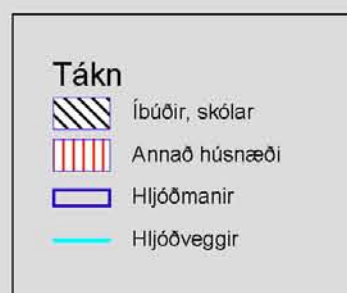 Tákn
Íbúðir, skólar
Annað húsnæði
Hljóðmanir
Hljóðveggir